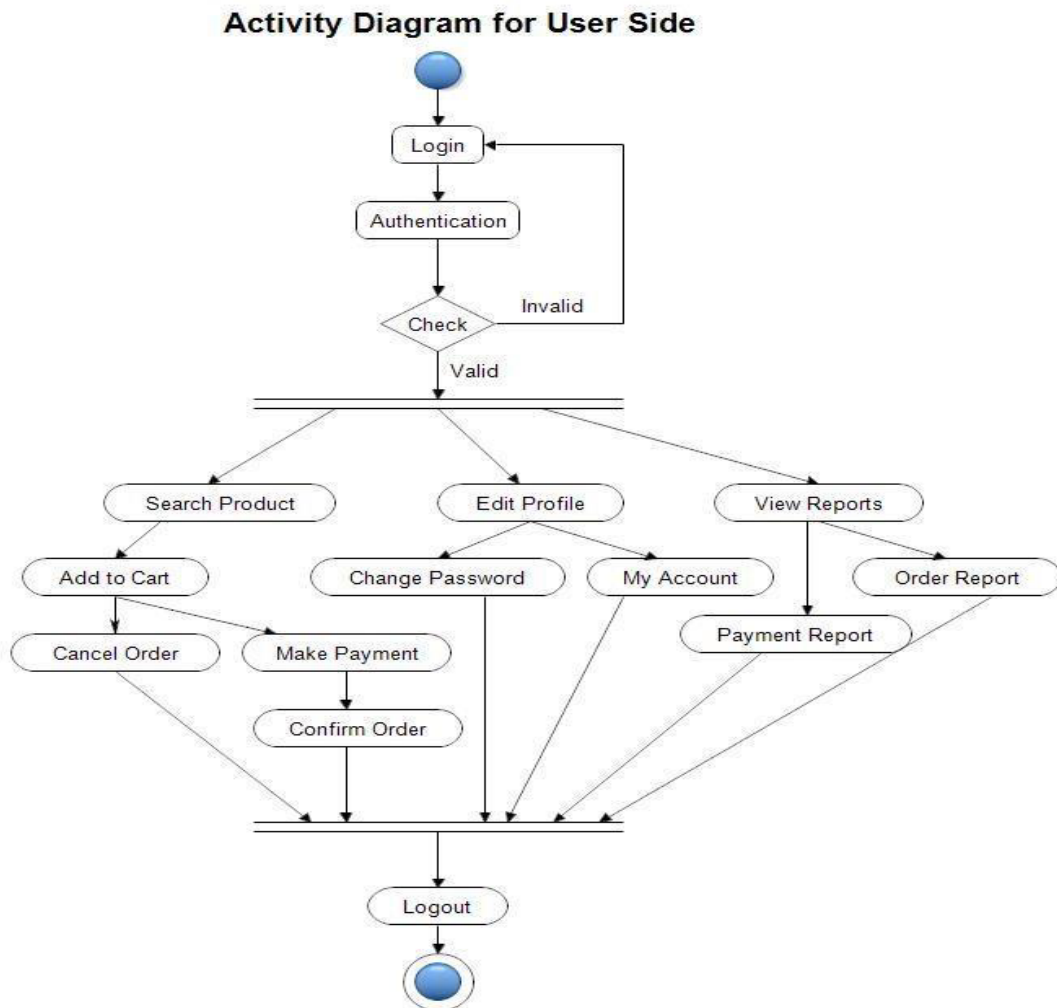 Activity Diagram for User Side
Login
Authentication
Check
Invalid
Valid
Search Product
Edit Profile
View Reports
Add to Cart
Change Password
My Account
Order Report
Cancel Order
Make Payment
Payment Report
Confirm Order
Logout